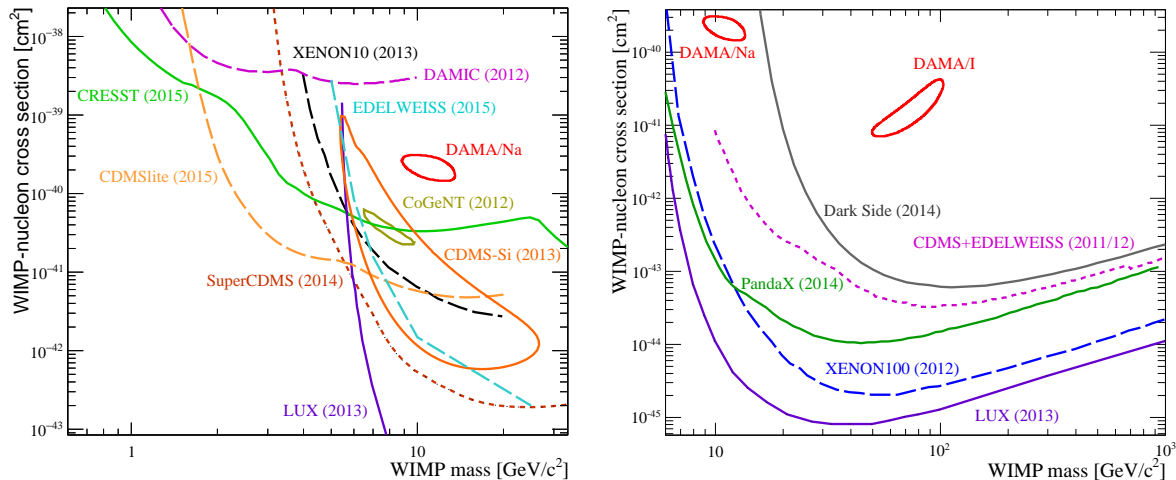 WIMP-nucleon cross section [cm²]
10⁻³⁸
10⁻³⁹
10⁻⁴⁰
10⁻⁴¹
10⁻⁴²
10⁻⁴³
XENON10 (2013)
DAMIC (2012)
CRESST (2015)
EDELWEISS (2015)
DAMA/Na
CDMSlite (2015)
CoGeNT
(2012)
CDMS-Si (2013)
SuperCDMS (2014)
LUX (2013)
1
10
WIMP mass [GeV/c²]
WIMP-nucleon cross section [cm²]
10⁻⁴⁰
10⁻⁴¹
10⁻⁴²
10⁻⁴³
10⁻⁴⁴
10⁻⁴⁵
DAMA/Na
DAMA/I
Dark Side (2014)
CDMS+EDELWEISS (2011/12)
PandaX (2014)
XENON100 (2012)
LUX (2013)
10
10²
10³
WIMP mass [GeV/c²]